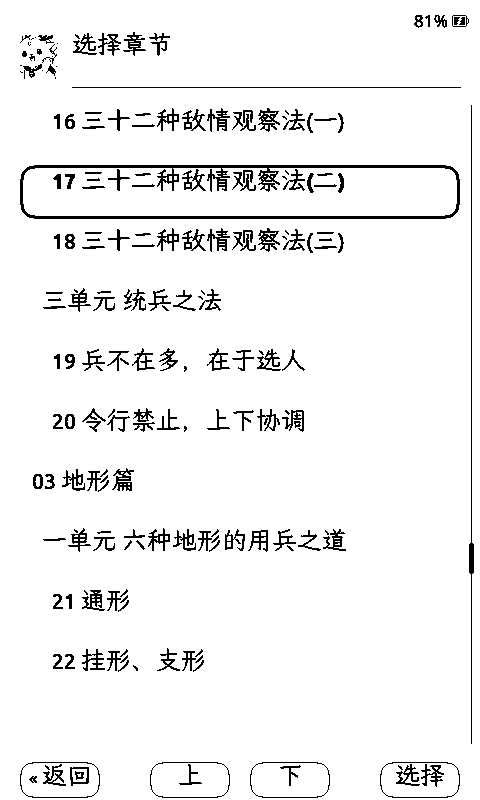 81%
选择章节
16 三十二种敌情观察法(一)
17 三十二种敌情观察法(二)
18 三十二种敌情观察法(三)
三单元 统兵之法
19 兵不在多，在于选人
20 令行禁止，上下协调
03 地形篇
一单元 六种地形的用兵之道
21 通形
22 挂形、支形
« 返回 上 下 选择